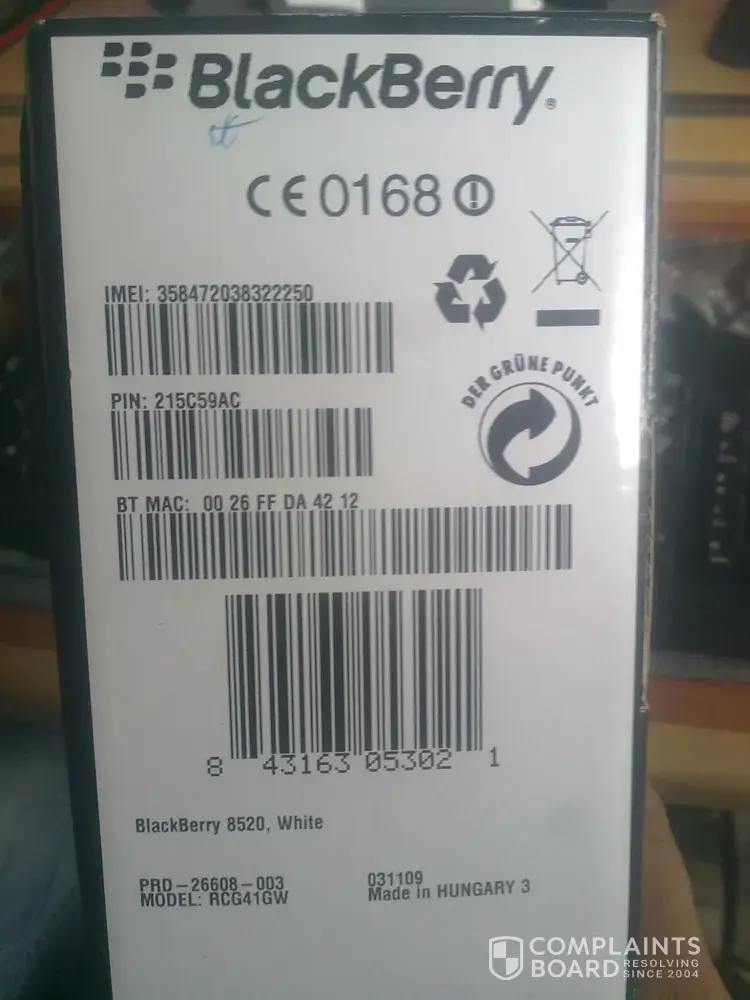 BlackBerry®
CE 0168
IMEI: 358472038322250
PIN: 215C59AC
DER GRÜNE PUNKT
BT MAC: 00 26 FF DA 42 12
8 43163 05302 1
BlackBerry 8520, White
PRD-26608-003 031109
MODEL: RCG41GW Made in HUNGARY 3
COMPLAINTS
BOARD RESOLVING
SINCE 2004